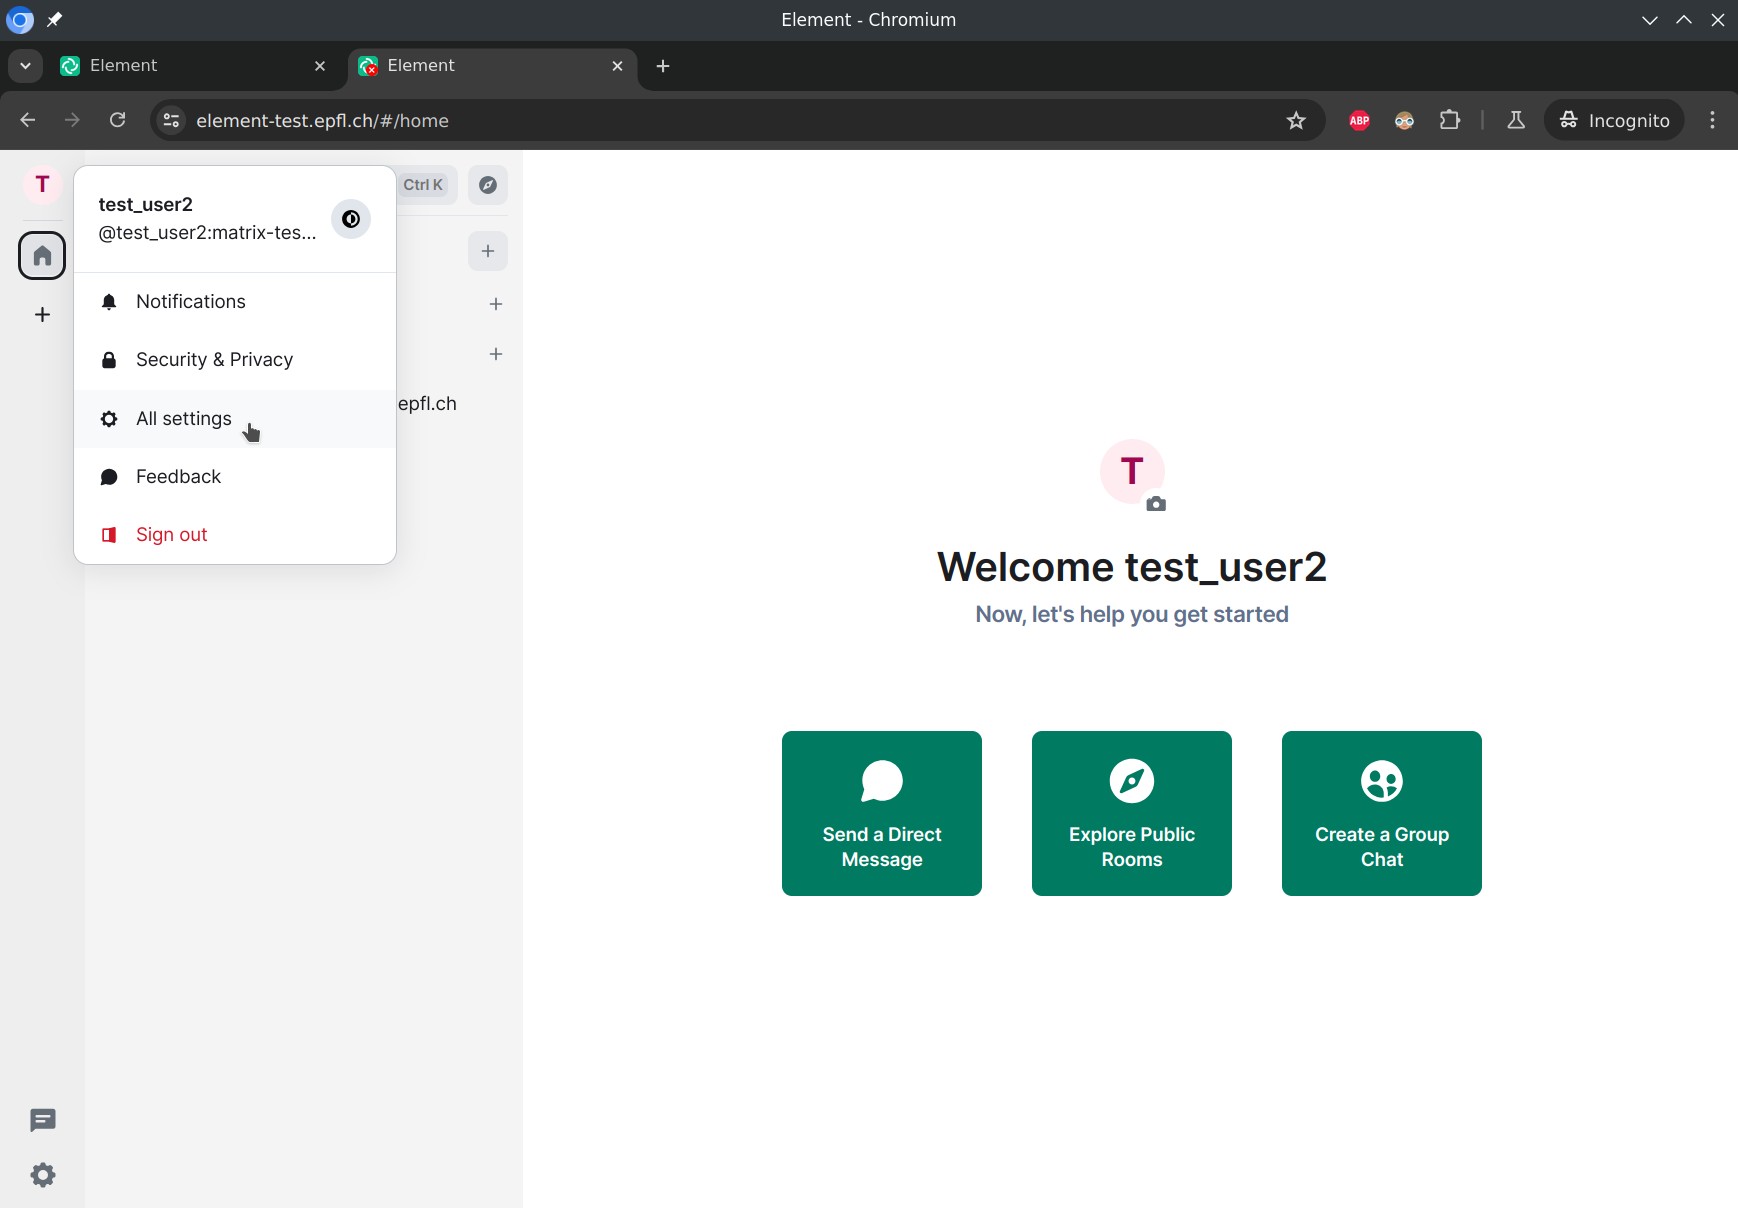 Element - Chromium
Element
Element
element-test.epfl.ch/#/home
ABP
Incognito
T
Ctrl K
test_user2
@test_user2:matrix-tes...
Notifications
Security & Privacy
All settings
epfl.ch
Feedback
Sign out
T
Welcome test_user2
Now, let's help you get started
Send a Direct
Message
Explore Public
Rooms
Create a Group
Chat